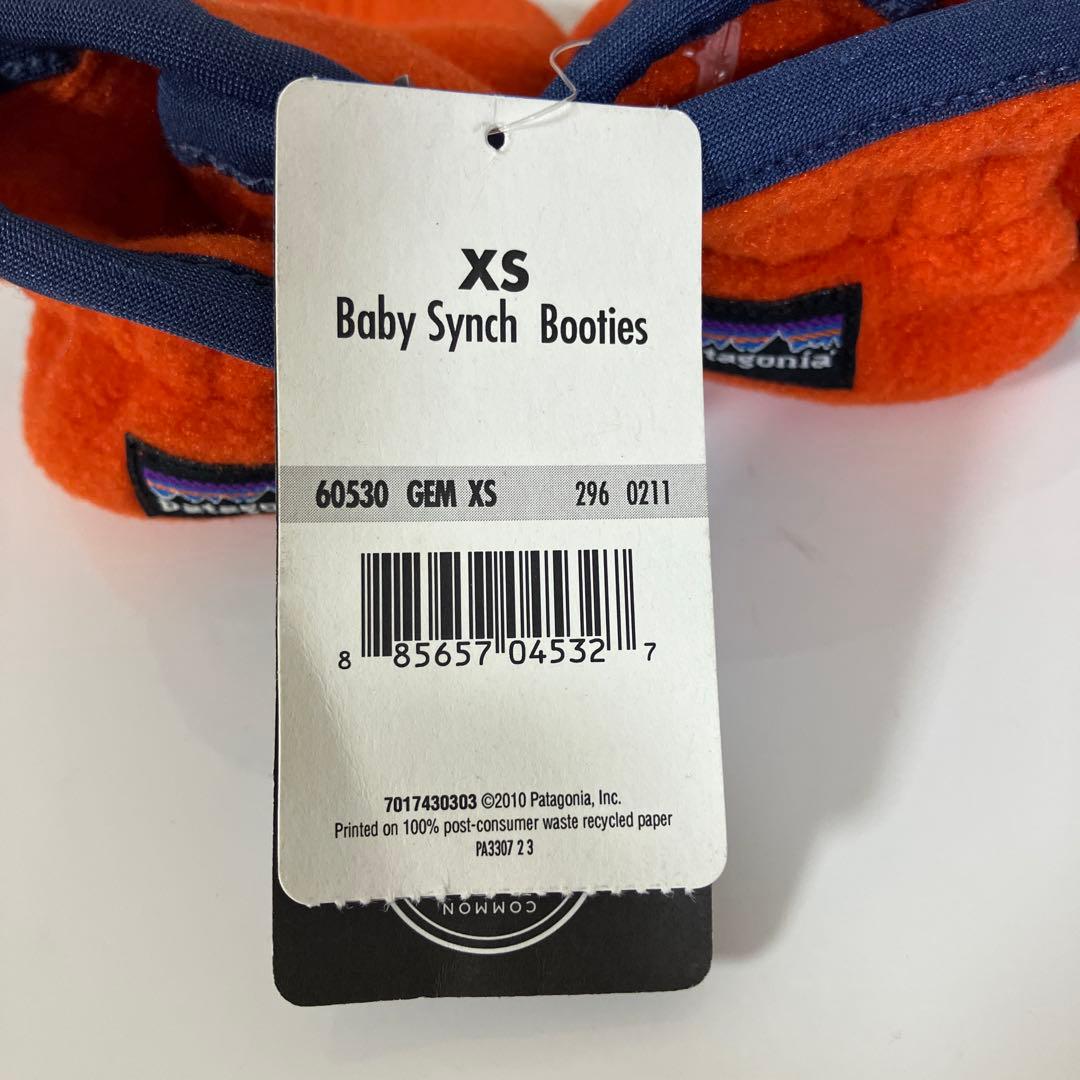 XS
Baby Synch Booties
60530 GEM XS 296 0211
8 85657 04532 7
7017430303 ©2010 Patagonia, Inc.
Printed on 100% post-consumer waste recycled paper
PA3307 2 3
COMMON
patagonia
patagonia